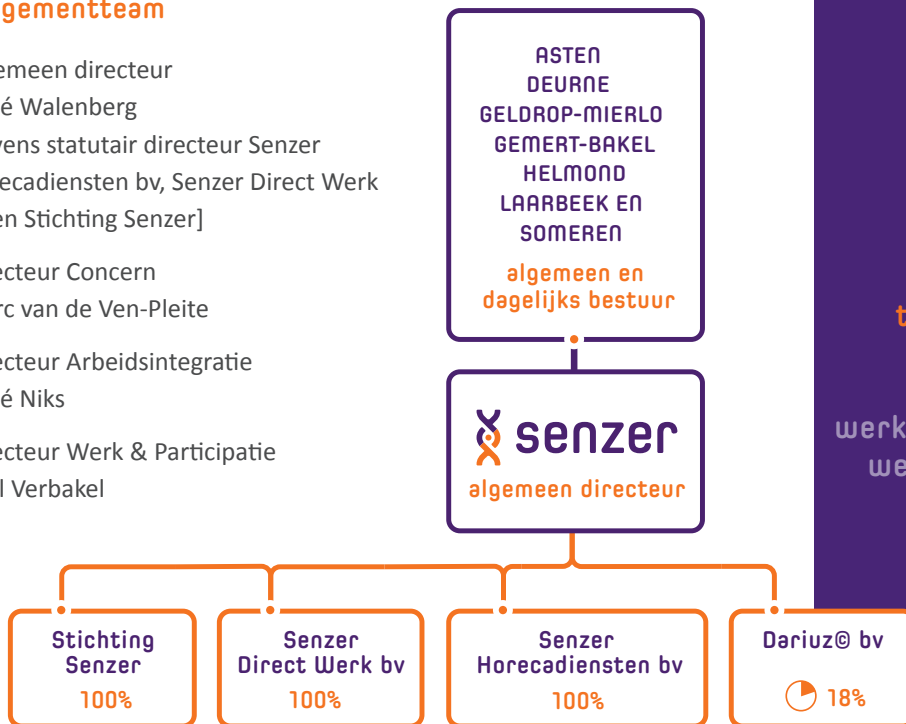 gementteam
emeen directeur
é Walenberg
vens statutair directeur Senzer
ecadiensten bv, Senzer Direct Werk
en Stichting Senzer]
ecteur Concern
rc van de Ven-Pleite
ecteur Arbeidsintegratie
é Niks
ecteur Werk & Participatie
l Verbakel
ASTEN
DEURNE
GELDROP-MIERLO
GEMERT-BAKEL
HELMOND
LAARBEEK EN
SOMEREN
algemeen en
dagelijks bestuur
senzer
algemeen directeur
Stichting
Senzer
100%
Senzer
Direct Werk bv
100%
Senzer
Horecadiensten bv
100%
Dariuz© bv
18%
t
werk
we